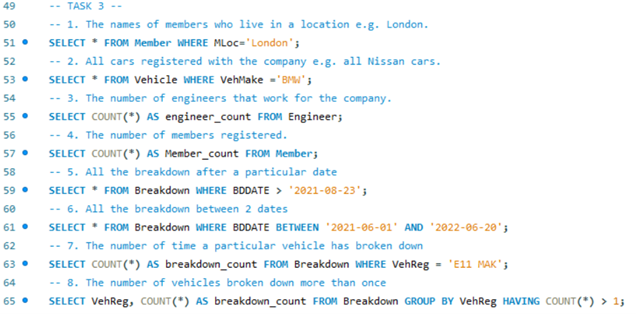 49 -- TASK 3 --
50 -- 1. The names of members who live in a location e.g. London.
51 SELECT * FROM Member WHERE MLoc='London';
52 -- 2. All cars registered with the company e.g. all Nissan cars.
53 SELECT * FROM Vehicle WHERE VehMake ='BMW';
54 -- 3. The number of engineers that work for the company.
55 SELECT COUNT(*) AS engineer_count FROM Engineer;
56 -- 4. The number of members registered.
57 SELECT COUNT(*) AS Member_count FROM Member;
58 -- 5. All the breakdown after a particular date
59 SELECT * FROM Breakdown WHERE BDDATE > '2021-08-23';
60 -- 6. All the breakdown between 2 dates
61 SELECT * FROM Breakdown WHERE BDDATE BETWEEN '2021-06-01' AND '2022-06-20';
62 -- 7. The number of time a particular vehicle has broken down
63 SELECT COUNT(*) AS breakdown_count FROM Breakdown WHERE VehReg = 'E11 MAK';
64 -- 8. The number of vehicles broken down more than once
65 SELECT VehReg, COUNT(*) AS breakdown_count FROM Breakdown GROUP BY VehReg HAVING COUNT(*) > 1;